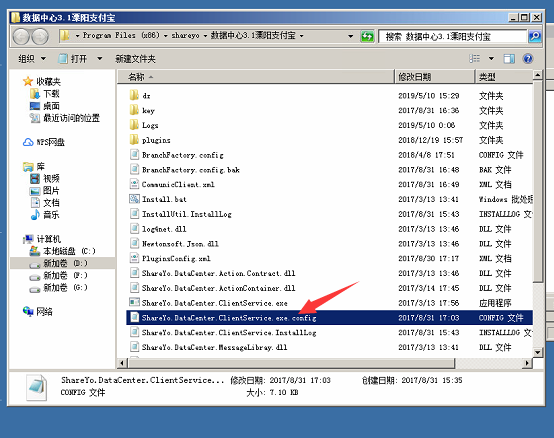 数据中心3.1溧阳支付宝
Program Files (x86) shareyo 数据中心3.1溧阳支付宝
搜索 数据中心3.1溧阳支付宝
组织 打开 新建文件夹
名称 修改日期 类型
收藏夹
下载
桌面
最近访问的位置
WPS网盘
库
视频
图片
文档
音乐
计算机
本地磁盘 (C:)
新加卷 (D:)
新加卷 (F:)
新加卷 (G:)
网络
dz 2019/5/10 15:29 文件夹
key 2017/8/31 16:36 文件夹
Logs 2019/5/10 0:06 文件夹
plugins 2018/12/19 15:57 文件夹
BranchFactory.config 2018/4/8 17:51 CONFIG 文件
BranchFactory.config.bak 2017/8/31 16:48 BAK 文件
CommunicClient.xml 2017/8/31 16:49 XML 文档
Install.bat 2017/3/13 13:41 Windows 批处理
InstallUtil.InstallLog 2017/8/31 15:43 INSTALLLOG 文件
log4net.dll 2017/3/13 13:46 DLL 文件
Newtonsoft.Json.dll 2017/3/13 13:46 DLL 文件
PluginsConfig.xml 2017/8/30 17:17 XML 文档
ShareYo.DataCenter.Action.Contract.dll 2017/3/13 13:46 DLL 文件
ShareYo.DataCenter.ActionContainer.dll 2017/3/14 17:45 DLL 文件
ShareYo.DataCenter.ClientService.exe 2017/3/13 17:56 应用程序
ShareYo.DataCenter.ClientService.exe.config 2017/8/31 17:03 CONFIG 文件
ShareYo.DataCenter.ClientService.InstallLog 2017/8/31 15:43 INSTALLLOG 文件
ShareYo.DataCenter.MessageLibray.dll 2017/3/13 13:41 DLL 文件
ShareYo.DataCenter.ClientService... 修改日期: 2017/8/31 17:03 创建日期: 2017/8/31 15:35
CONFIG 文件 大小: 7.10 KB